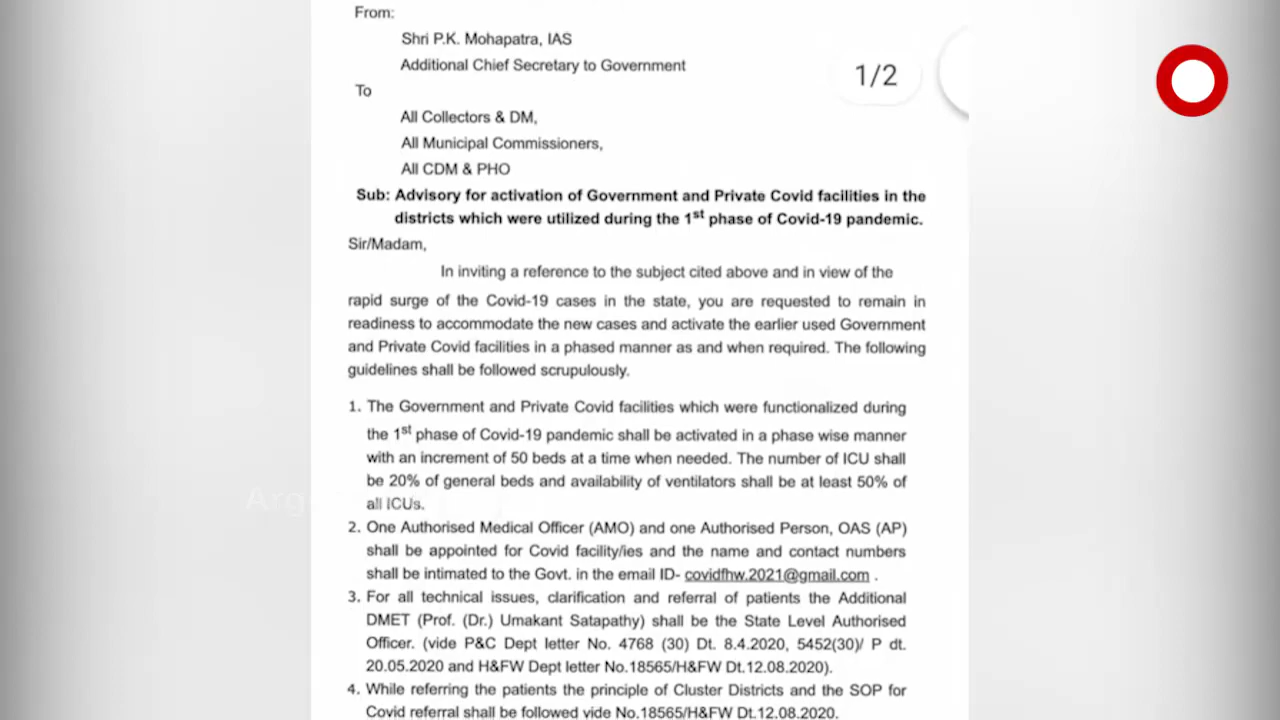 From:
Shri P.K. Mohapatra, IAS
Additional Chief Secretary to Government
1/2
To
All Collectors & DM,
All Municipal Commissioners,
All CDM & PHO
Sub: Advisory for activation of Government and Private Covid facilities in the
districts which were utilized during the 1st phase of Covid-19 pandemic.
Sir/Madam,
In inviting a reference to the subject cited above and in view of the
rapid surge of the Covid-19 cases in the state, you are requested to remain in
readiness to accommodate the new cases and activate the earlier used Government
and Private Covid facilities in a phased manner as and when required. The following
guidelines shall be followed scrupulously.
1. The Government and Private Covid facilities which were functionalized during
the 1st phase of Covid-19 pandemic shall be activated in a phase wise manner
with an increment of 50 beds at a time when needed. The number of ICU shall
be 20% of general beds and availability of ventilators shall be at least 50% of
all ICUs.
2. One Authorised Medical Officer (AMO) and one Authorised Person, OAS (AP)
shall be appointed for Covid facility/ies and the name and contact numbers
shall be intimated to the Govt. in the email ID- covidfhw.2021@gmail.com .
3. For all technical issues, clarification and referral of patients the Additional
DMET (Prof. (Dr.) Umakant Satapathy) shall be the State Level Authorised
Officer. (vide P&C Dept letter No. 4768 (30) Dt. 8.4.2020, 5452(30)/ P dt.
20.05.2020 and H&FW Dept letter No.18565/H&FW Dt.12.08.2020).
4. While referring the patients the principle of Cluster Districts and the SOP for
Covid referral shall be followed vide No.18565/H&FW Dt.12.08.2020.